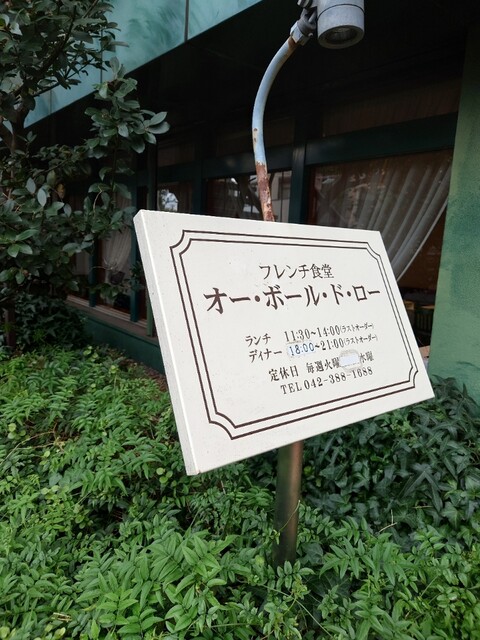 フレンチ食堂
オー・ボール・ド・ロー
ランチ 11:30~14:00(ラストオーダー)
ディナー 18:00~21:00(ラストオーダー)
定休日 毎週火曜 水曜
TEL 042-388-1088